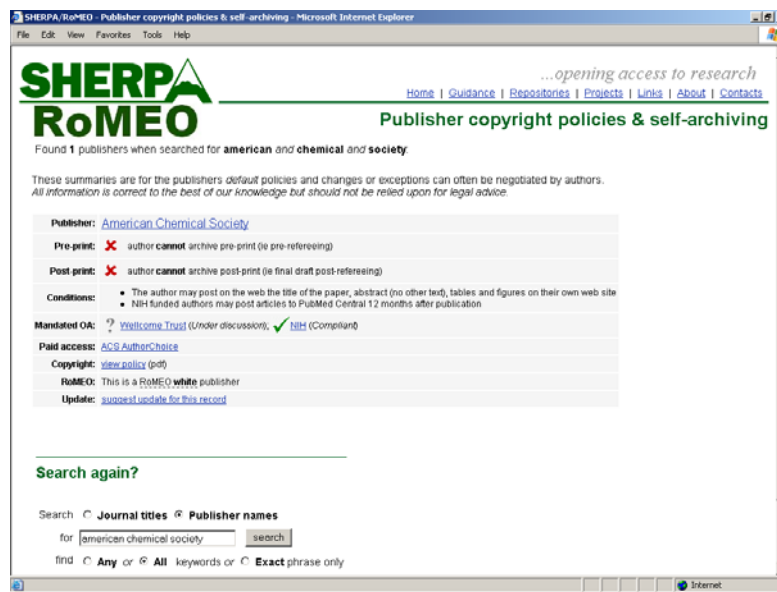 SHERPA/RoMEO - Publisher copyright policies & self-archiving - Microsoft Internet Explorer
File Edit View Favorites Tools Help
SHERPA
...opening access to research
Home | Guidance | Repositories | Projects | Links | About | Contacts
RoMEO
Publisher copyright policies & self-archiving
Found 1 publishers when searched for american and chemical and society:
These summaries are for the publishers default policies and changes or exceptions can often be negotiated by authors.
All information is correct to the best of our knowledge but should not be relied upon for legal advice.
Publisher: American Chemical Society
Pre-print: author cannot archive pre-print (ie pre-refereeing)
Post-print: author cannot archive post-print (ie final draft post-refereeing)
Conditions:
• The author may post on the web the title of the paper, abstract (no other text), tables and figures on their own web site
• NIH funded authors may post articles to PubMed Central 12 months after publication
Mandated OA: ? Wellcome Trust (Under discussion); NIH (Compliant)
Paid access: ACS AuthorChoice
Copyright: view policy (pdf)
RoMEO: This is a RoMEO white publisher
Update: suggest update for this record
Search again?
Search Journal titles Publisher names
for american chemical society search
find Any or All keywords or Exact phrase only
Internet